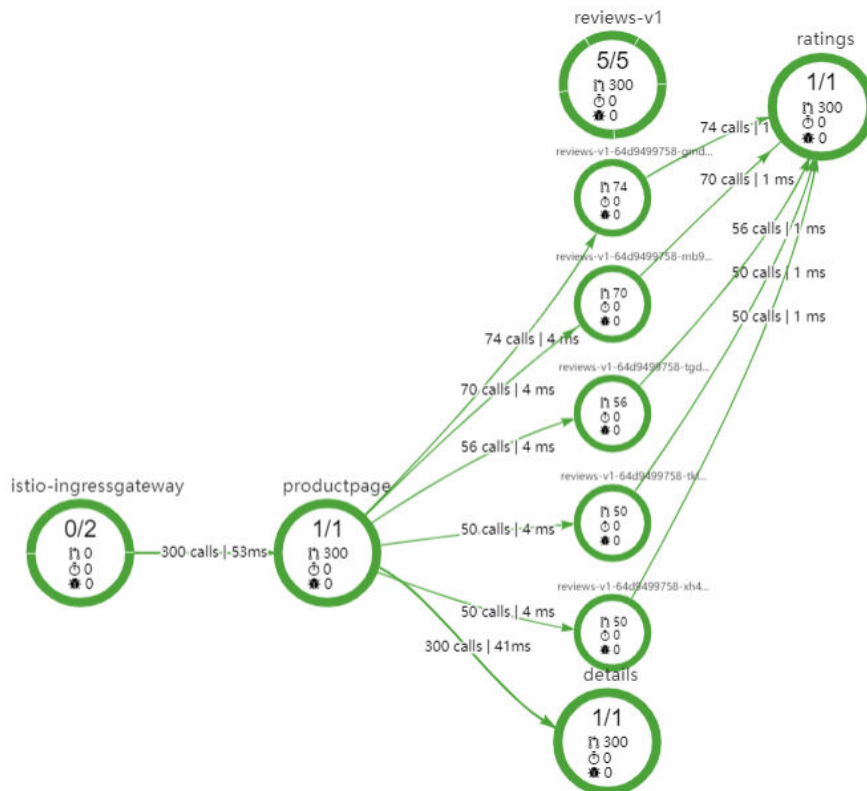 reviews-v1
5/5
300
0
0
ratings
1/1
300
0
0
74 calls | 1
reviews-v1-64d9499758-gmd...
74
0
0
70 calls | 1 ms
56 calls | 1 ms
reviews-v1-64d9499758-mb9...
70
0
0
50 calls | 1 ms
50 calls | 1 ms
74 calls | 4 ms
reviews-v1-64d9499758-tgd...
70 calls | 4 ms
56
0
0
56 calls | 4 ms
istio-ingressgateway
0/2
0
0
0
300 calls | 53ms
productpage
1/1
300
0
0
reviews-v1-64d9499758-tkl...
50
0
0
50 calls | 4 ms
reviews-v1-64d9499758-xh4...
50
0
0
50 calls | 4 ms
300 calls | 41ms
details
1/1
300
0
0